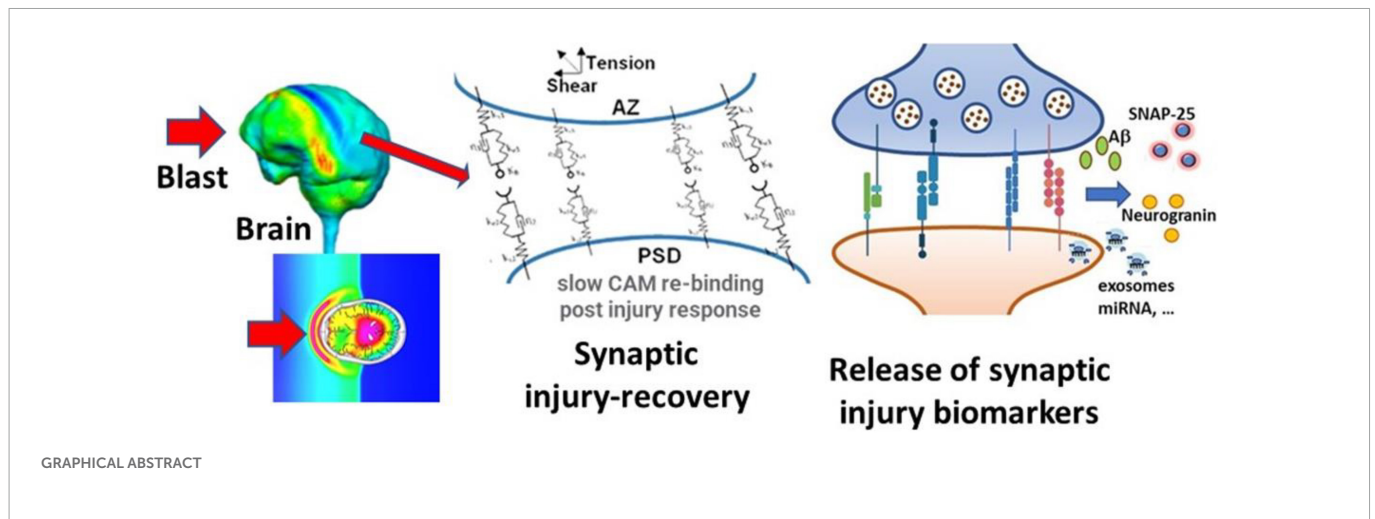 Blast
Brain
Tension
Shear
AZ
PSD
slow CAM re-binding
post injury response
Synaptic
injury-recovery
SNAP-25
Aβ
Neurogranin
exosomes
miRNA, ...
Release of synaptic
injury biomarkers
GRAPHICAL ABSTRACT